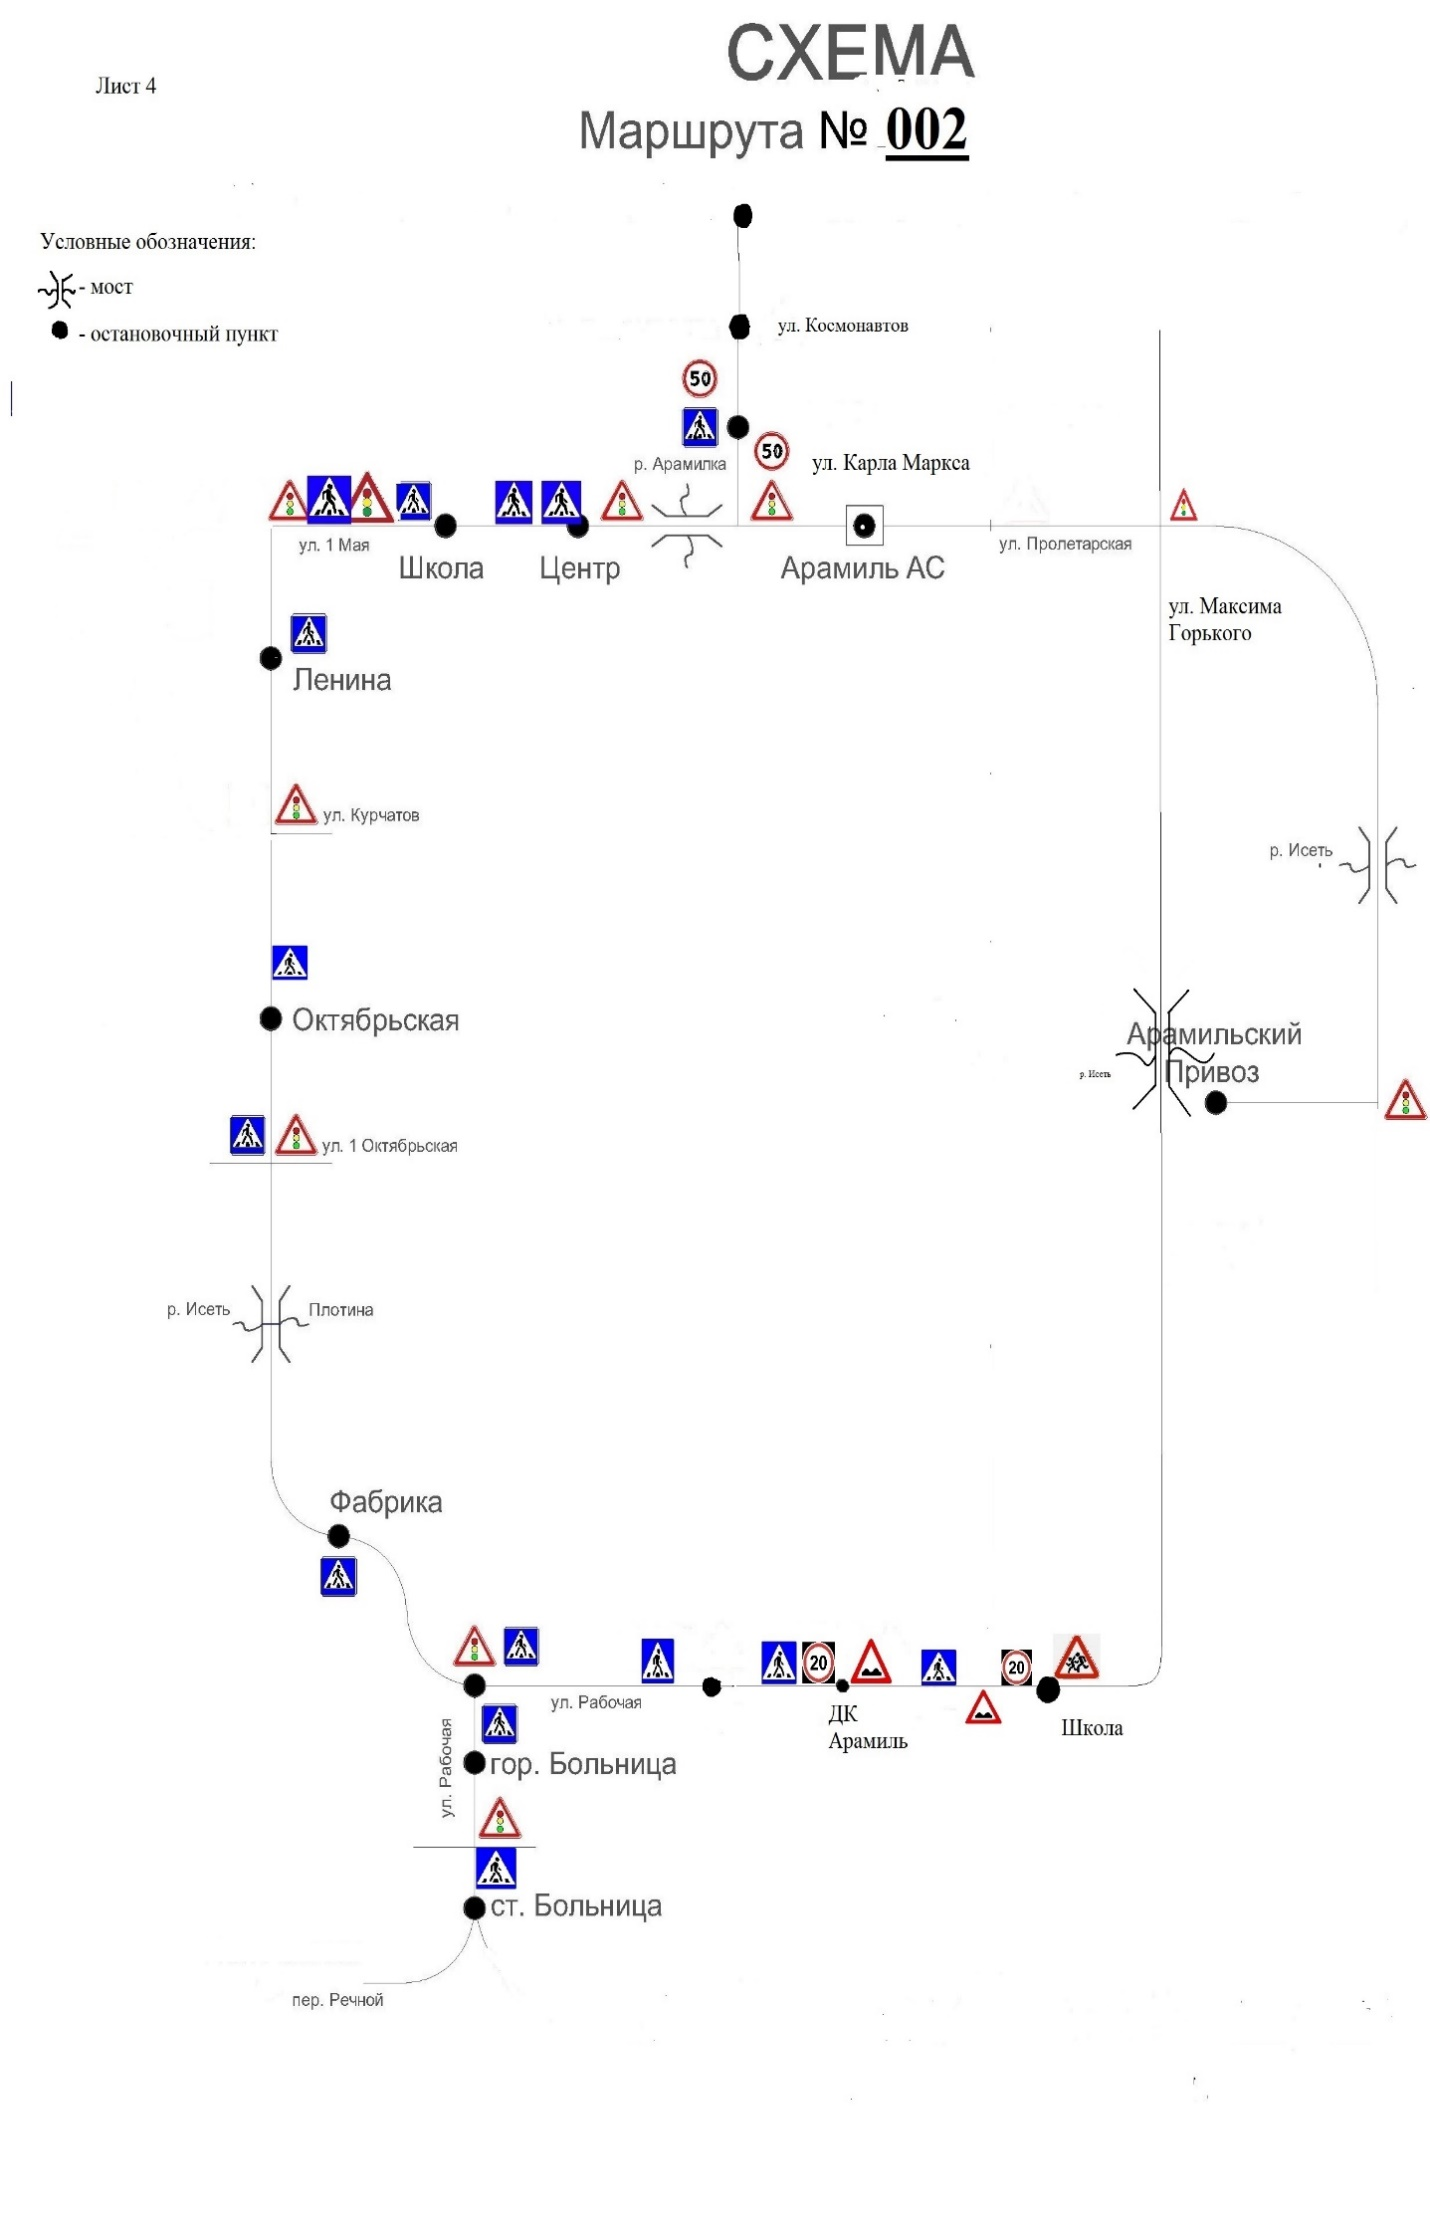 СХЕМА
Лист 4
Маршрута № 002
Условные обозначения:
- мост
- остановочный пункт
ул. Космонавтов
50
50
р. Арамилка
ул. Карла Маркса
ул. 1 Мая
Школа
Центр
Арамиль АС
ул. Пролетарская
ул. Максима
Горького
Ленина
ул. Курчатов
р. Исеть
Октябрьская
Арамильский
Привоз
р. Исеть
ул. 1 Октябрьская
р. Исеть
Плотина
Фабрика
20
20
ул. Рабочая
ДК
Арамиль
Школа
ул. Рабочая
гор. Больница
ст. Больница
пер. Речной